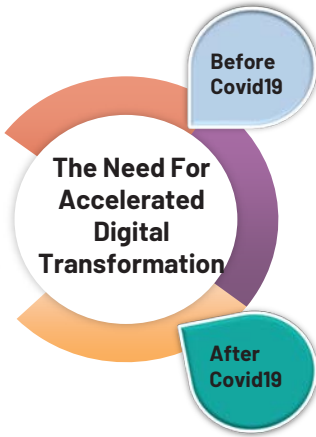 Before
Covid19
The Need For
Accelerated
Digital
Transformation
After
Covid19